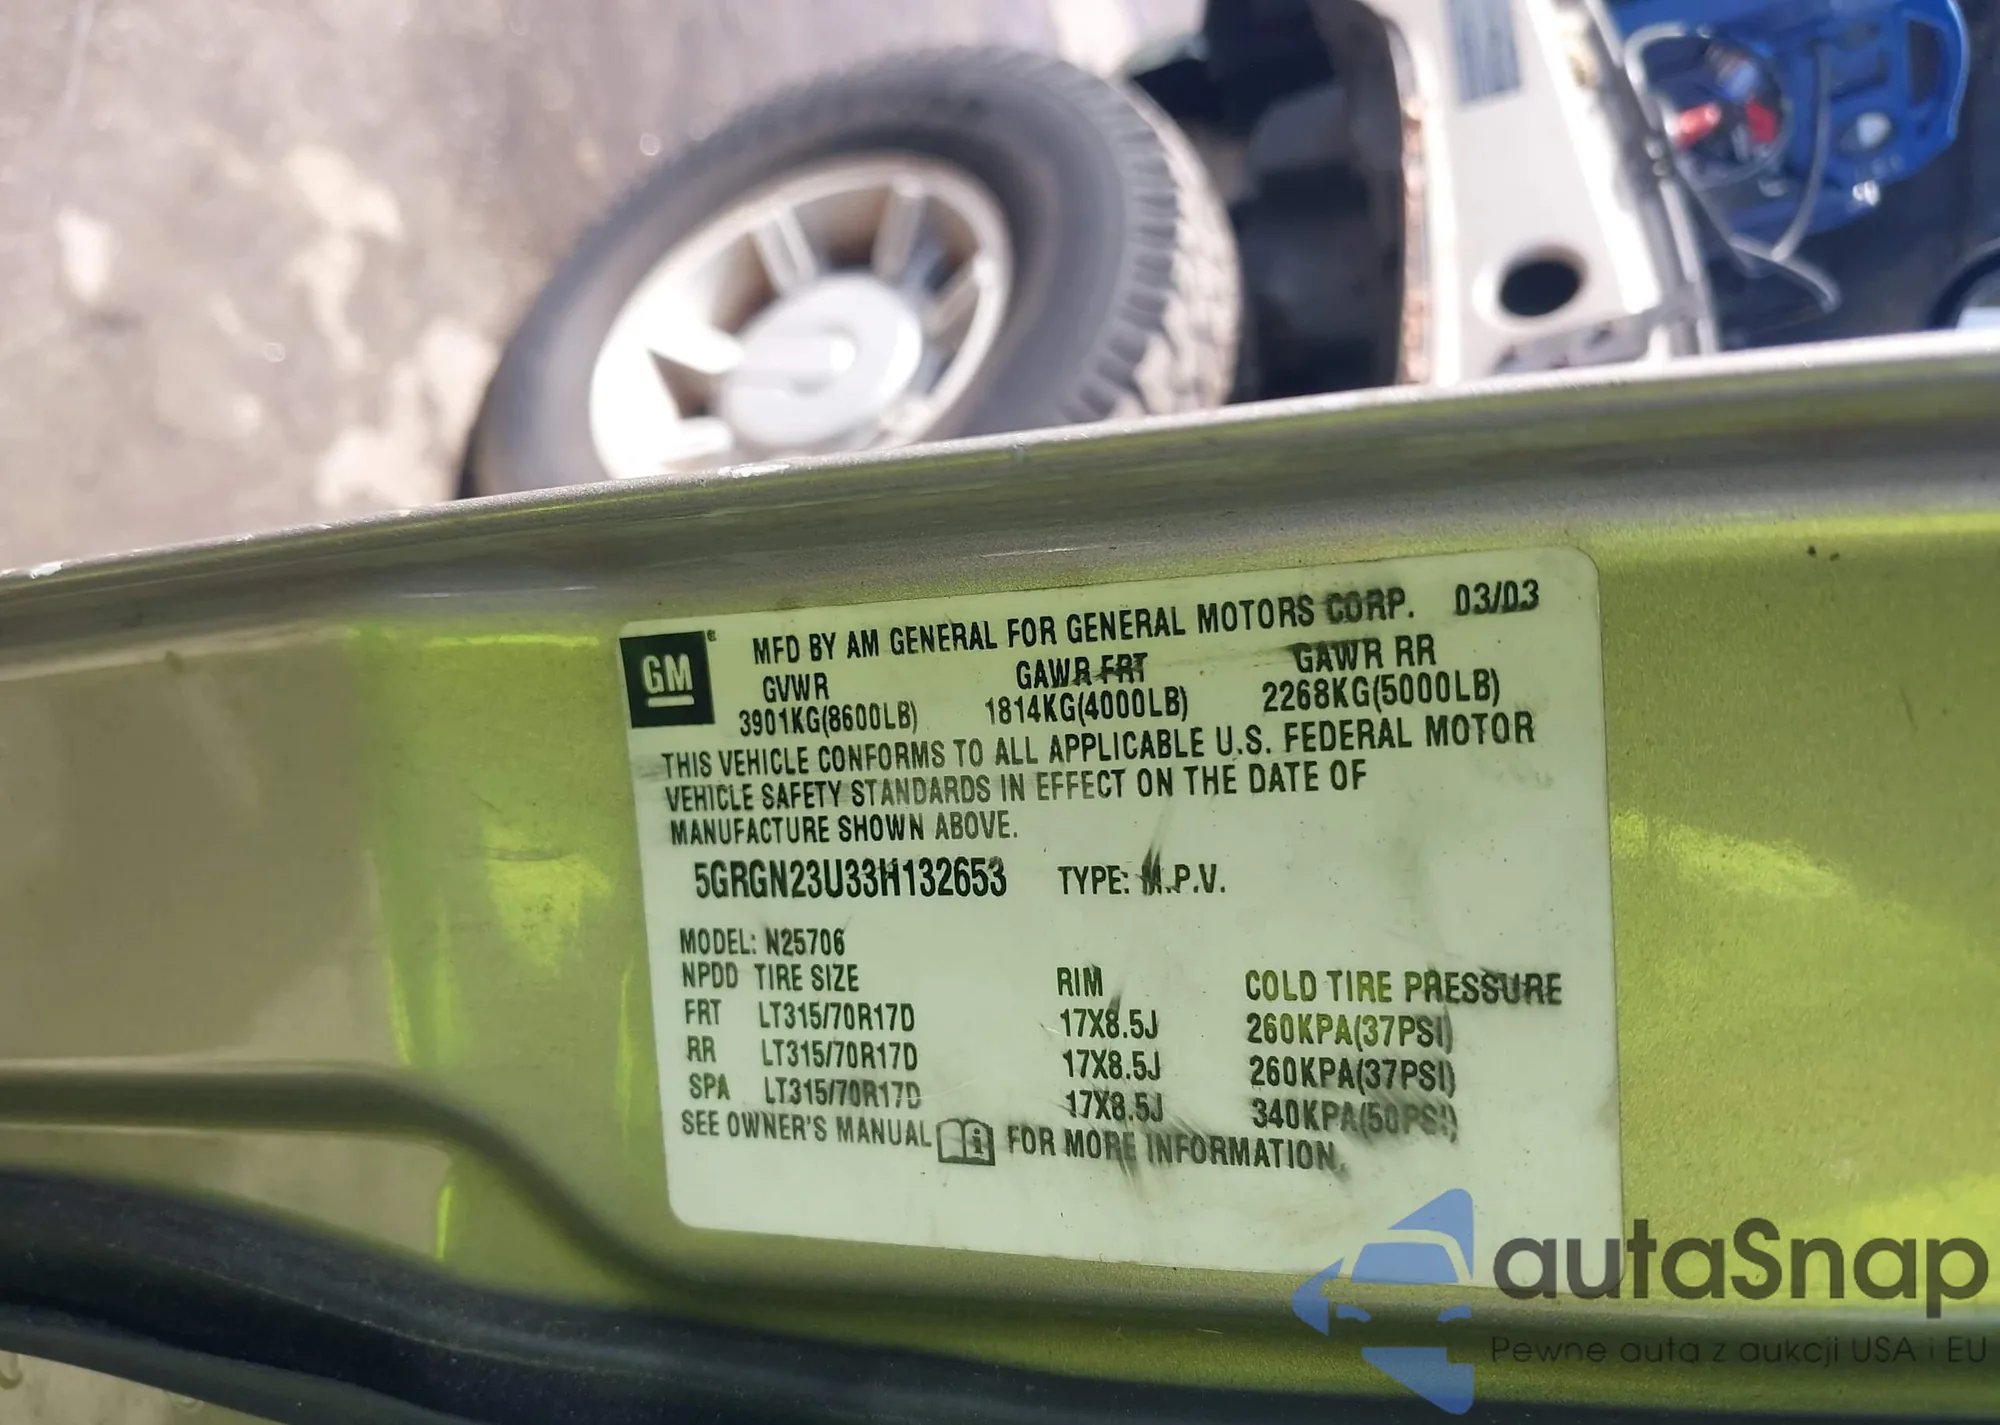 GM
MFD BY AM GENERAL FOR GENERAL MOTORS CORP. 03/03
GVWR GAWR FRT GAWR RR
3901KG(8600LB) 1814KG(4000LB) 2268KG(5000LB)
THIS VEHICLE CONFORMS TO ALL APPLICABLE U.S. FEDERAL MOTOR
VEHICLE SAFETY STANDARDS IN EFFECT ON THE DATE OF
MANUFACTURE SHOWN ABOVE.
5GRGN23U33H132653 TYPE: M.P.V.
MODEL: N25706
NPDD TIRE SIZE RIM COLD TIRE PRESSURE
FRT LT315/70R17D 17X8.5J 260KPA(37PSI)
RR LT315/70R17D 17X8.5J 260KPA(37PSI)
SPA LT315/70R17D 17X8.5J 340KPA(50PSI)
SEE OWNER'S MANUAL FOR MORE INFORMATION.
autaSnap
Pewne auta z aukcji USA i EU